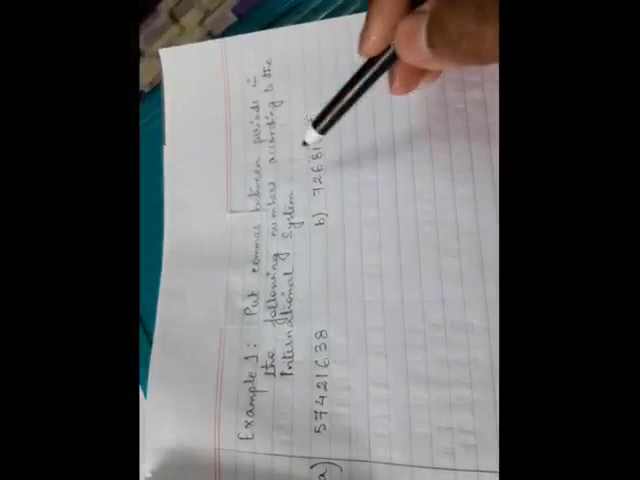 Example 1: Put commas between periods in
the following numbers according to the
International System
a) 57421638 b) 72681